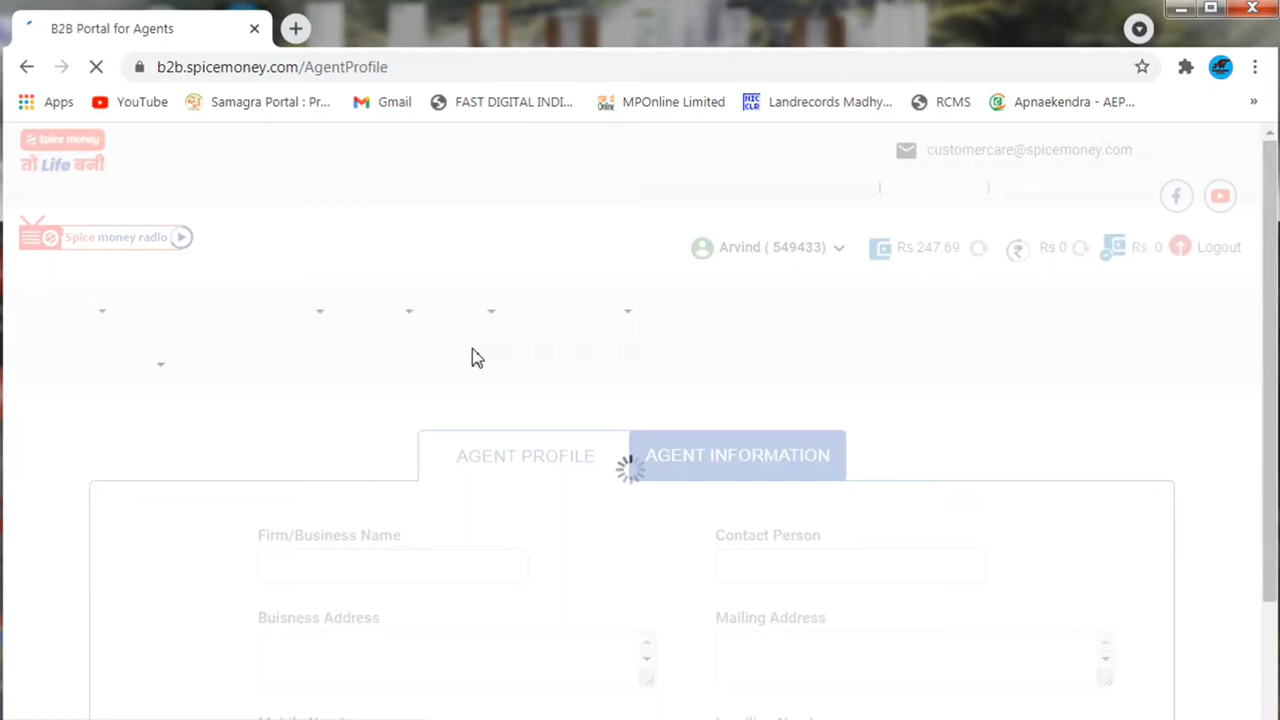 B2B Portal for Agents
b2b.spicemoney.com/AgentProfile
Apps YouTube Samagra Portal : Pr... Gmail FAST DIGITAL INDI... MPOnline Limited Landrecords Madhy... RCMS Apnaekendra - AEP... »
Spice money
तो Life बनी
customercare@spicemoney.com
Spice money radio
Arvind ( 549433) Rs 247.69 Rs 0 Rs. 0 Logout
AGENT PROFILE AGENT INFORMATION
Firm/Business Name Contact Person
Buisness Address Mailing Address